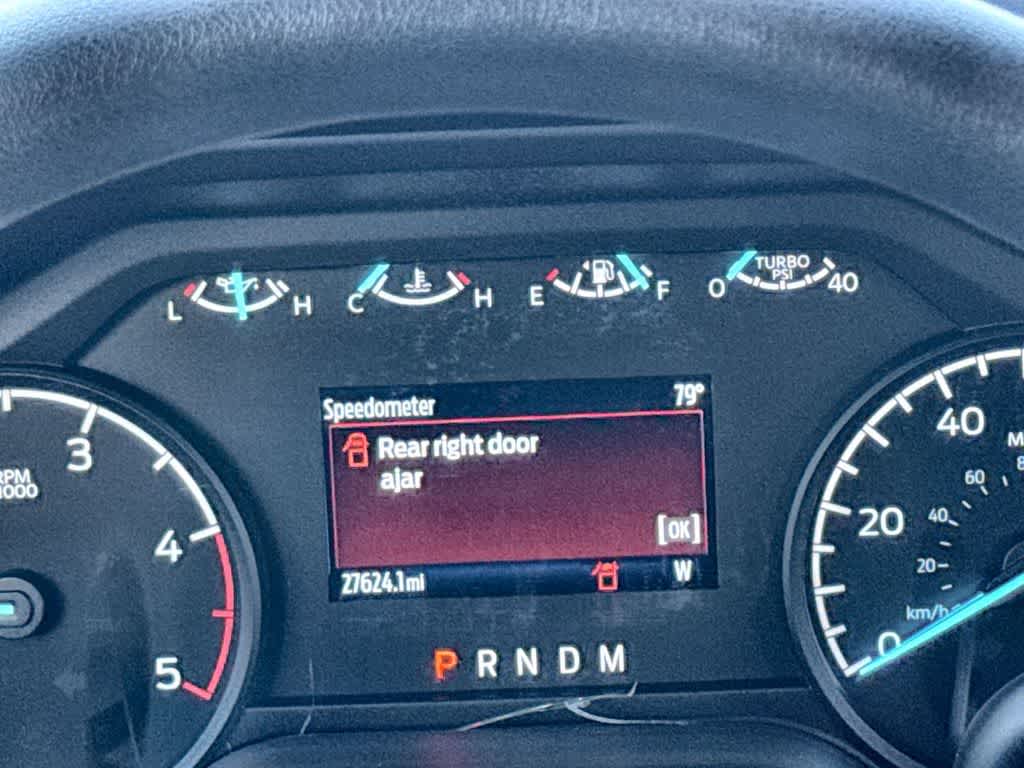 L H
C H
E F
TURBO
PSI
0 40
Speedometer 79°
Rear right door
ajar
[OK]
27624.1mi W
P R N D M
3
4
5
RPM
1000
40
20
0
60
40
20
km/h